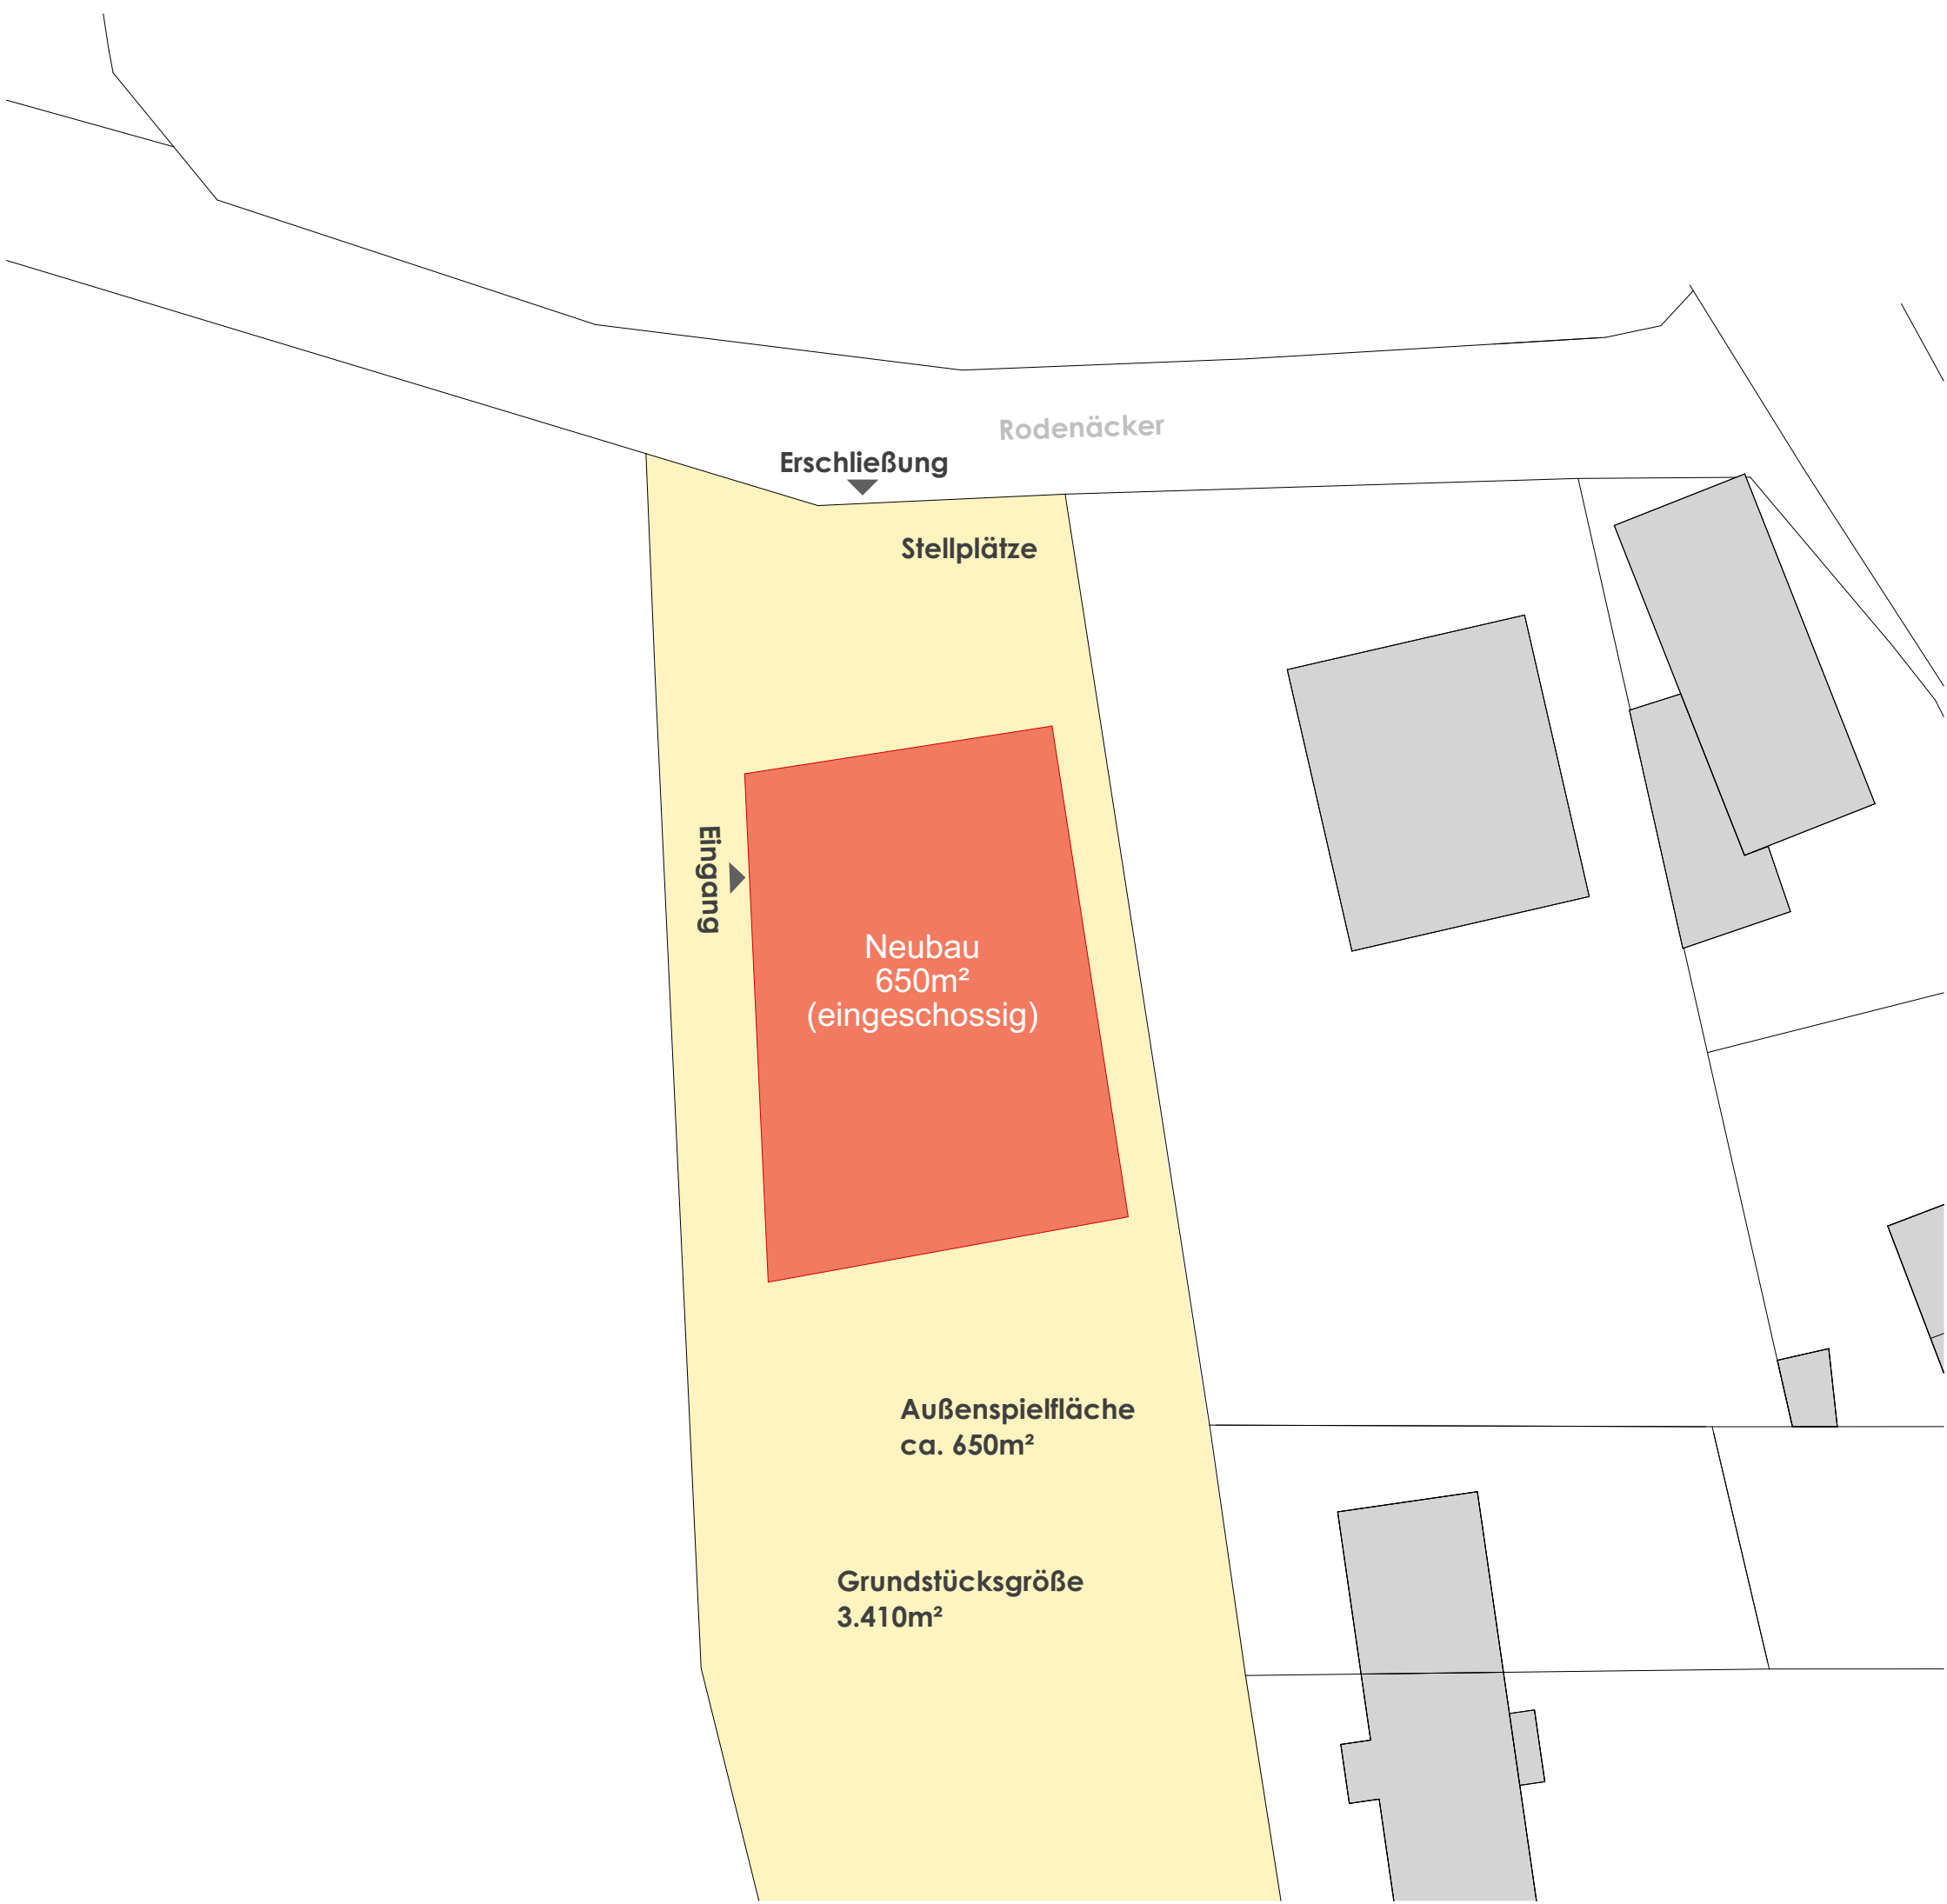 Rodenäcker
Erschließung
Stellplätze
Eingang
Neubau
650m²
(eingeschossig)
Außenspielfläche
ca. 650m²
Grundstücksgröße
3.410m²